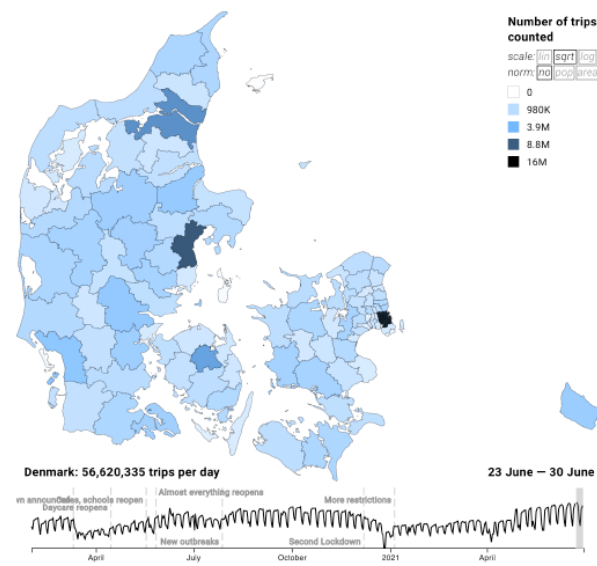 Number of trips
counted
scale: lin sqrt log
norm: no pop area
0
980K
3.9M
8.8M
16M
Denmark: 56,620,335 trips per day
23 June — 30 June
schools reopen
Daycare reopens
Almost everything reopens
More restrictions
New outbreaks
Second Lockdown
April
July
October
2021
April